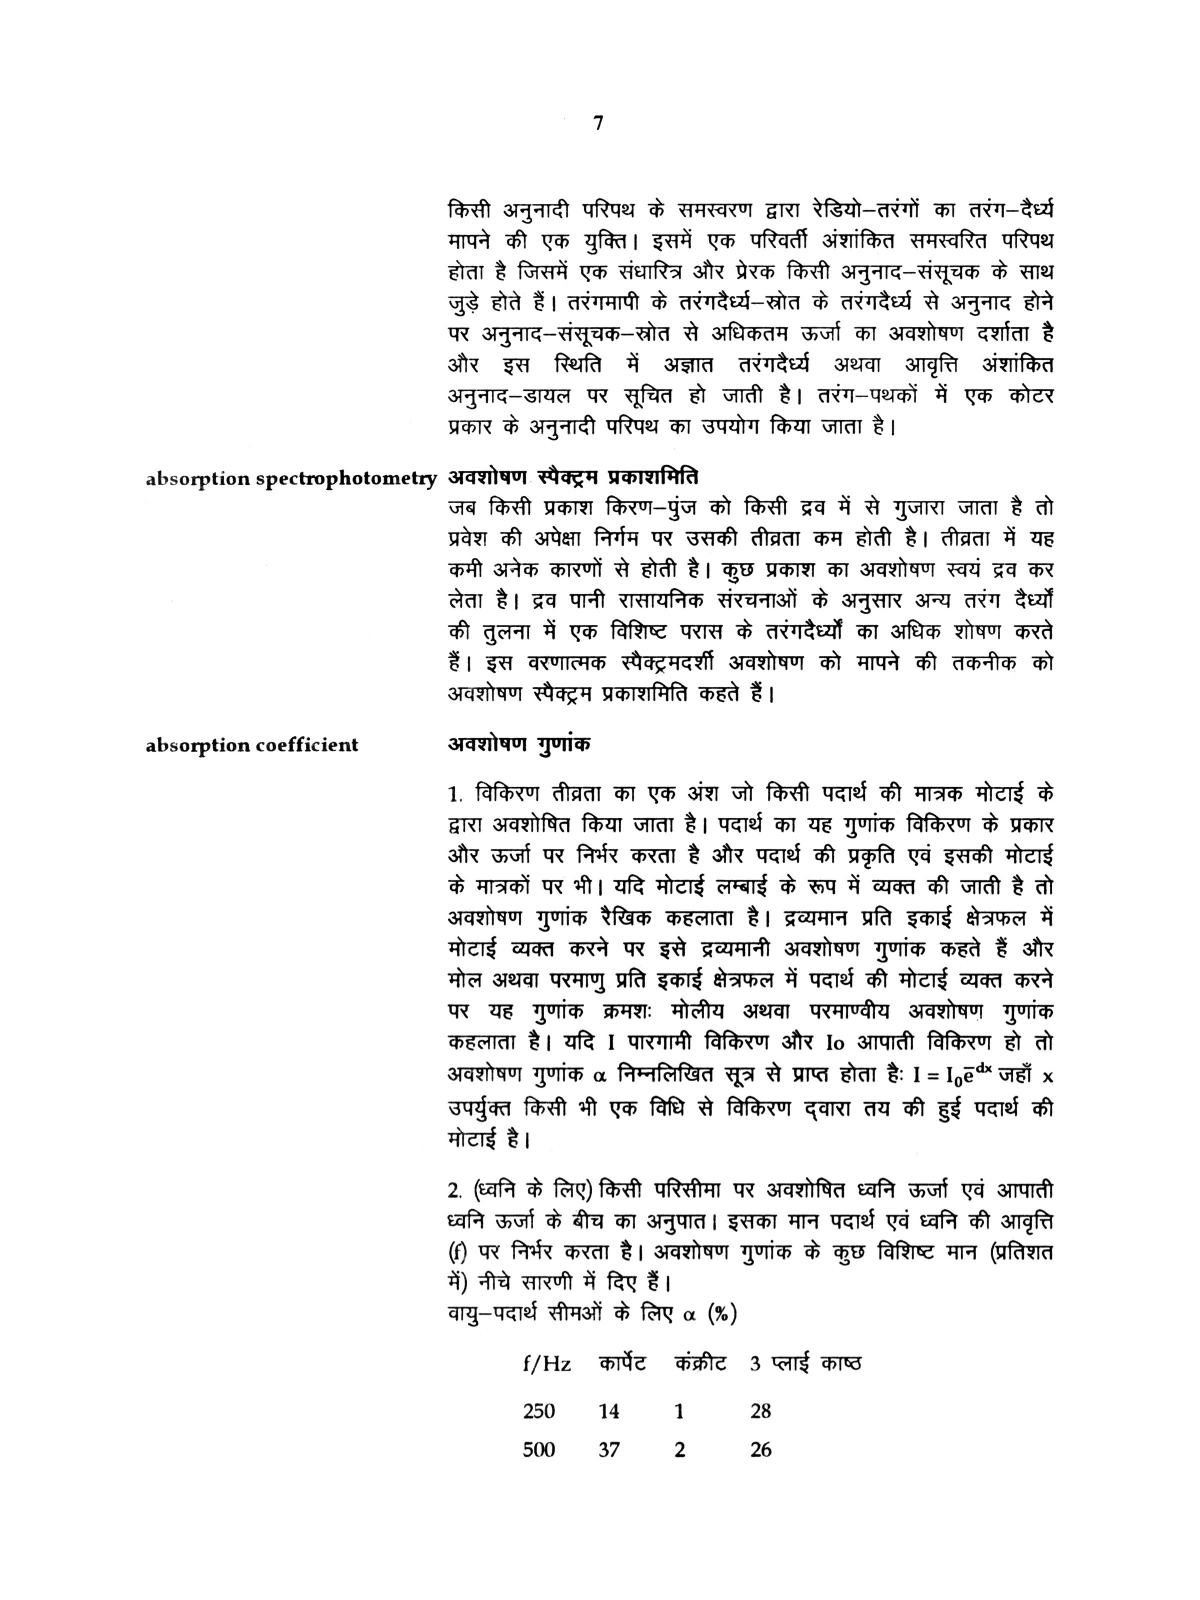 7
किसी अनुनादी परिपथ के समस्वरण द्वारा रेडियो–तरंगों का तरंग–दैर्ध्य
मापने की एक युक्ति। इसमें एक परिवर्ती अंशांकित समस्वरित परिपथ
होता है जिसमें एक संधारित्र और प्रेरक किसी अनुनाद–संसूचक के साथ
जुड़े होते हैं। तरंगमापी के तरंगदैर्ध्य–स्रोत के तरंगदैर्ध्य से अनुनाद होने
पर अनुनाद–संसूचक–स्रोत से अधिकतम ऊर्जा का अवशोषण दर्शाता है
और इस स्थिति में अज्ञात तरंगदैर्ध्य अथवा आवृत्ति अंशांकित
अनुनाद–डायल पर सूचित हो जाती है। तरंग–पथकों में एक कोटर
प्रकार के अनुनादी परिपथ का उपयोग किया जाता है।
absorption spectrophotometry अवशोषण स्पैक्ट्रम प्रकाशमिति
जब किसी प्रकाश किरण–पुंज को किसी द्रव में से गुजारा जाता है तो
प्रवेश की अपेक्षा निर्गम पर उसकी तीव्रता कम होती है। तीव्रता में यह
कमी अनेक कारणों से होती है। कुछ प्रकाश का अवशोषण स्वयं द्रव कर
लेता है। द्रव पानी रासायनिक संरचनाओं के अनुसार अन्य तरंग दैर्ध्यों
की तुलना में एक विशिष्ट परास के तरंगदैर्ध्यों का अधिक शोषण करते
हैं। इस वरणात्मक स्पैक्ट्रमदर्शी अवशोषण को मापने की तकनीक को
अवशोषण स्पैक्ट्रम प्रकाशमिति कहते हैं।
absorption coefficient अवशोषण गुणांक
1. विकिरण तीव्रता का एक अंश जो किसी पदार्थ की मात्रक मोटाई के
द्वारा अवशोषित किया जाता है। पदार्थ का यह गुणांक विकिरण के प्रकार
और ऊर्जा पर निर्भर करता है और पदार्थ की प्रकृति एवं इसकी मोटाई
के मात्रकों पर भी। यदि मोटाई लम्बाई के रूप में व्यक्त की जाती है तो
अवशोषण गुणांक रैखिक कहलाता है। द्रव्यमान प्रति इकाई क्षेत्रफल में
मोटाई व्यक्त करने पर इसे द्रव्यमानी अवशोषण गुणांक कहते हैं और
मोल अथवा परमाणु प्रति इकाई क्षेत्रफल में पदार्थ की मोटाई व्यक्त करने
पर यह गुणांक क्रमशः मोलीय अथवा परमाण्वीय अवशोषण गुणांक
कहलाता है। यदि I पारगामी विकिरण और Io आपाती विकिरण हो तो
अवशोषण गुणांक α निम्नलिखित सूत्र से प्राप्त होता हैः I = I₀e̅ᵈˣ जहाँ x
उपर्युक्त किसी भी एक विधि से विकिरण द्वारा तय की हुई पदार्थ की
मोटाई है।
2. (ध्वनि के लिए) किसी परिसीमा पर अवशोषित ध्वनि ऊर्जा एवं आपाती
ध्वनि ऊर्जा के बीच का अनुपात। इसका मान पदार्थ एवं ध्वनि की आवृत्ति
(f) पर निर्भर करता है। अवशोषण गुणांक के कुछ विशिष्ट मान (प्रतिशत
में) नीचे सारणी में दिए हैं।
वायु–पदार्थ सीमओं के लिए α (%)
f/Hz कार्पेट कंक्रीट 3 प्लाई काष्ठ
250 14 1 28
500 37 2 26